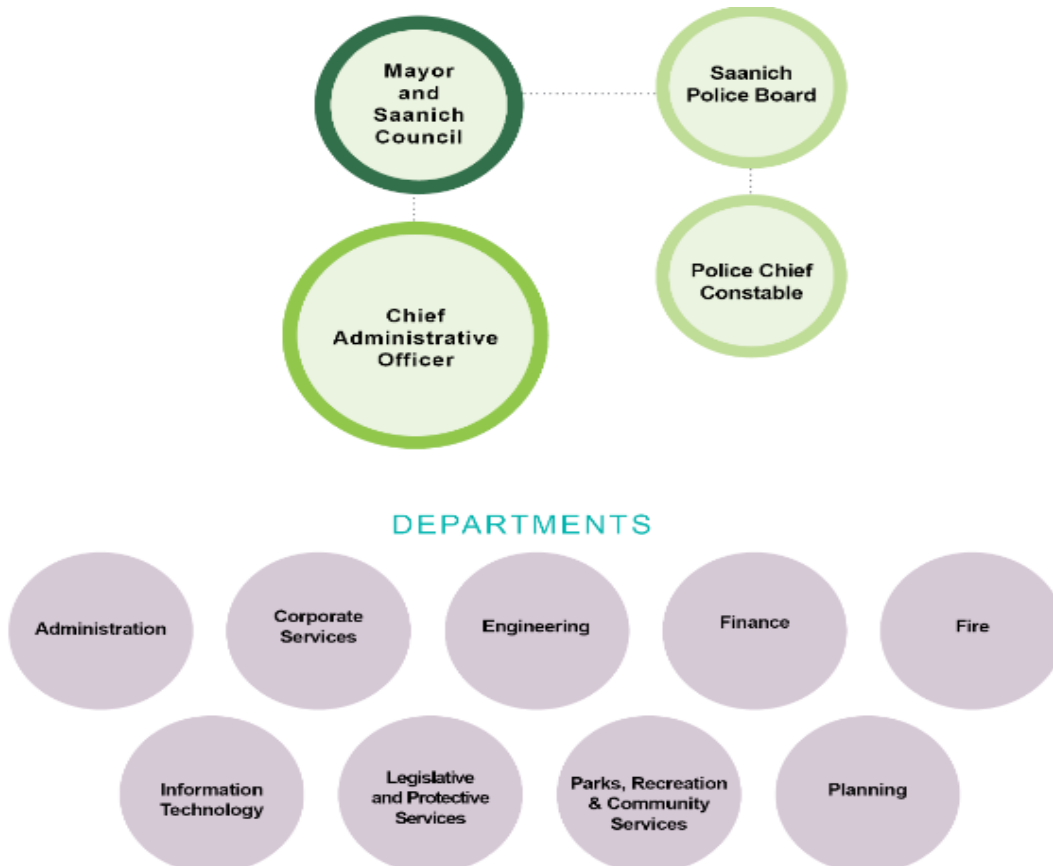 Mayor
and
Saanich
Council
Saanich
Police Board
Police Chief
Constable
Chief
Administrative
Officer
DEPARTMENTS
Administration
Corporate
Services
Engineering
Finance
Fire
Information
Technology
Legislative
and Protective
Services
Parks, Recreation
& Community
Services
Planning